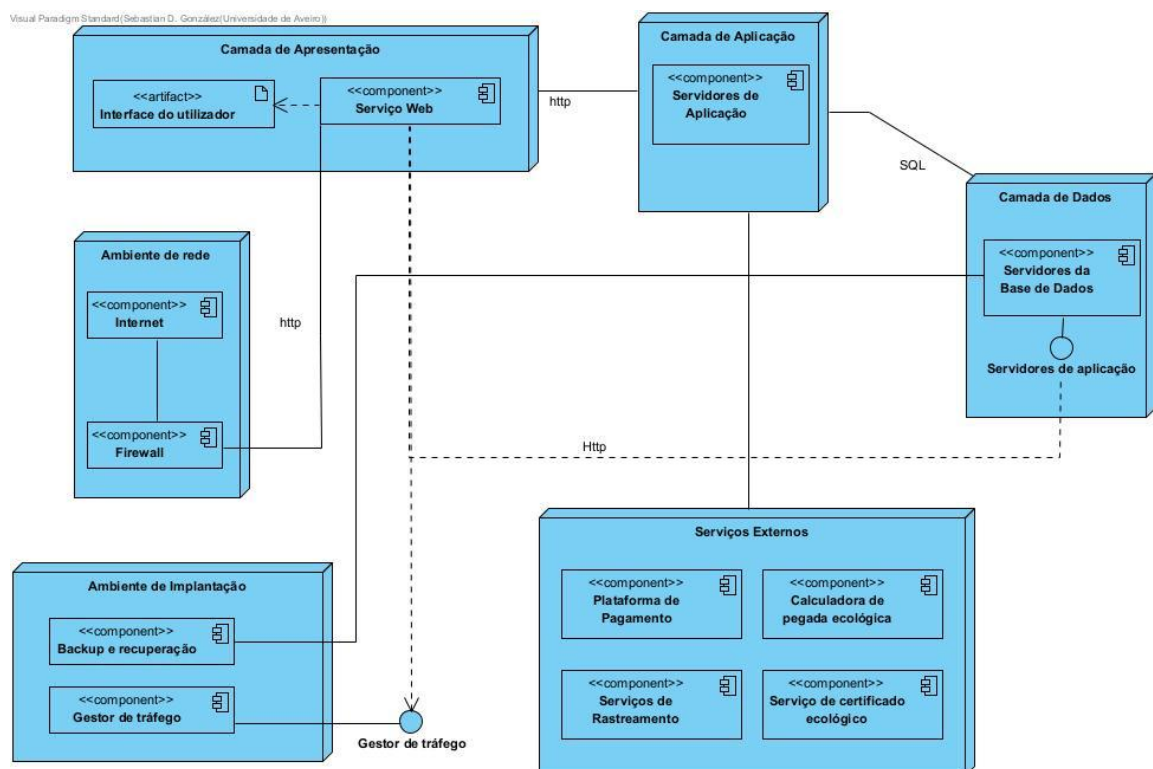 Visual Paradigm Standard(Sebastian D. González(Universidade de Aveiro))
Camada de Apresentação
<<artifact>>
Interface do utilizador
<<component>>
Serviço Web
http
Camada de Aplicação
<<component>>
Servidores de
Aplicação
SQL
Camada de Dados
<<component>>
Servidores da
Base de Dados
Servidores de aplicação
Ambiente de rede
<<component>>
Internet
http
<<component>>
Firewall
Http
Ambiente de Implantação
<<component>>
Backup e recuperação
<<component>>
Gestor de tráfego
Gestor de tráfego
Serviços Externos
<<component>>
Plataforma de
Pagamento
<<component>>
Calculadora de
pegada ecológica
<<component>>
Serviços de
Rastreamento
<<component>>
Serviço de certificado
ecológico